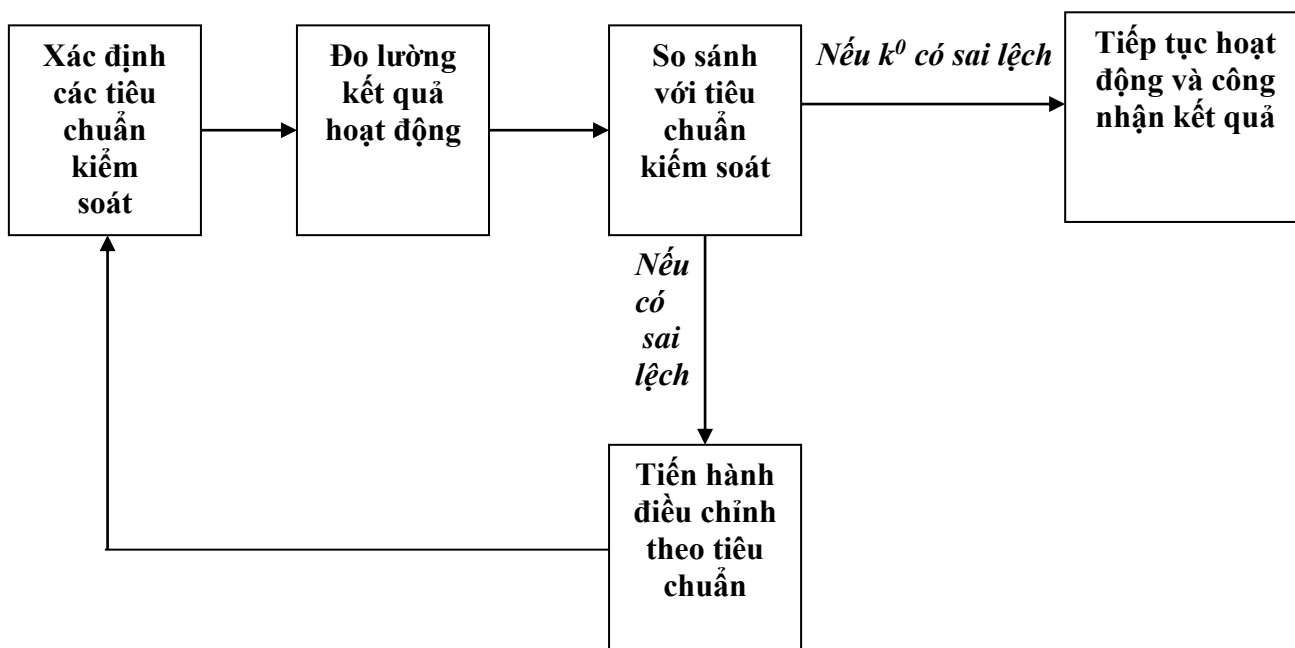 Xác định
các tiêu
chuẩn
kiểm
soát
Đo lường
kết quả
hoạt động
So sánh
với tiêu
chuẩn
kiếm soát
Nếu k⁰ có sai lệch
Tiếp tục hoạt
động và công
nhận kết quả
Nếu
có
sai
lệch
Tiến hành
điều chỉnh
theo tiêu
chuẩn